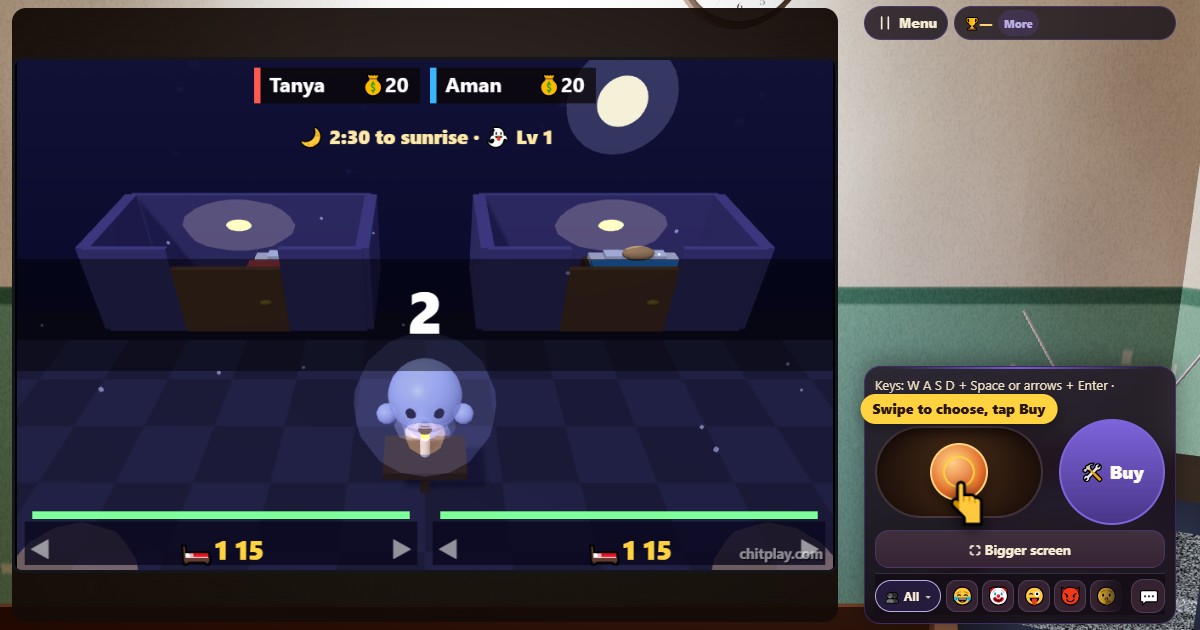 Menu
—
More
Tanya
20
Aman
20
2:30 to sunrise · Lv 1
2
1 15
1 15
chitplay.com
Keys: W A S D + Space or arrows + Enter ·
Swipe to choose, tap Buy
Buy
Bigger screen
All